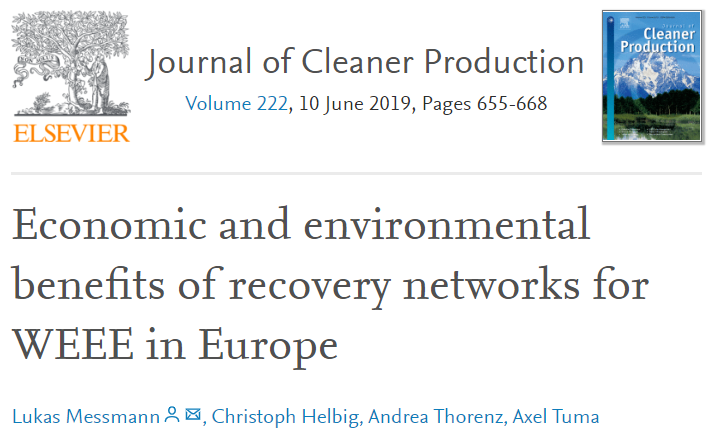 ELSEVIER
Journal of Cleaner Production
Volume 222, 10 June 2019, Pages 655-668
Journal of
Cleaner
Production
Economic and environmental
benefits of recovery networks for
WEEE in Europe
Lukas Messmann, Christoph Helbig, Andrea Thorenz, Axel Tuma